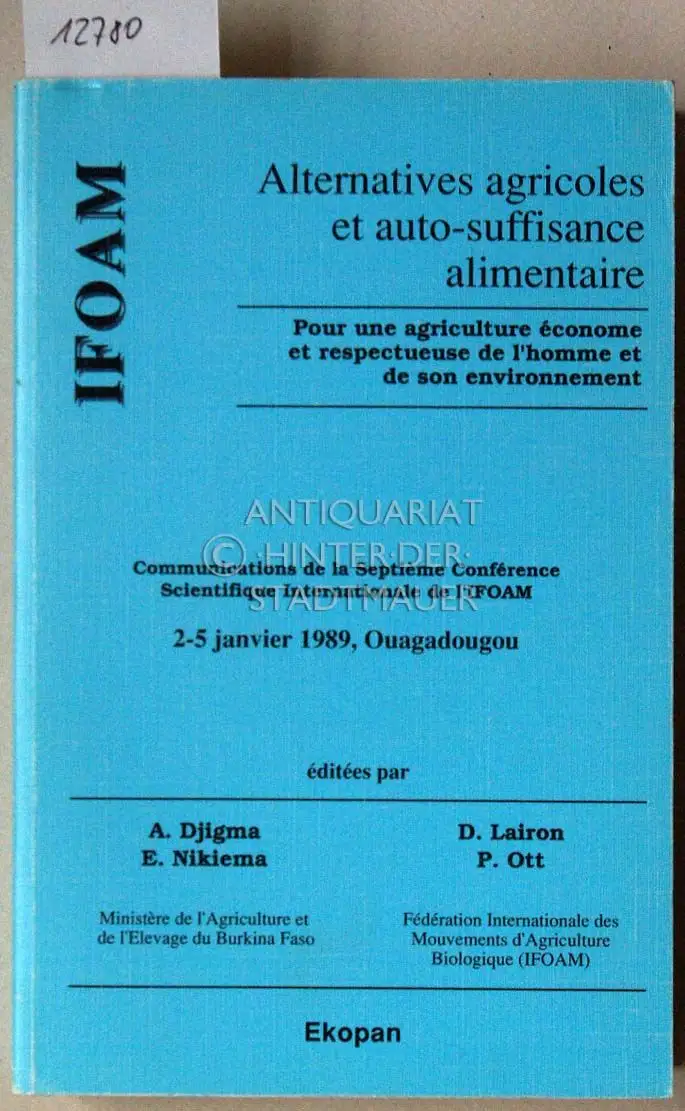 12780
IFOAM
Alternatives agricoles
et auto-suffisance
alimentaire
Pour une agriculture économe
et respectueuse de l'homme et
de son environnement
ANTIQUARIAT
© ·HINTER·DER·
STADTMAUER
Communications de la Septième Conférence
Scientifique Internationale de l'IFOAM
2-5 janvier 1989, Ouagadougou
éditées par
A. Djigma
E. Nikiema
D. Lairon
P. Ott
Ministère de l'Agriculture et
de l'Elevage du Burkina Faso
Fédération Internationale des
Mouvements d'Agriculture
Biologique (IFOAM)
Ekopan